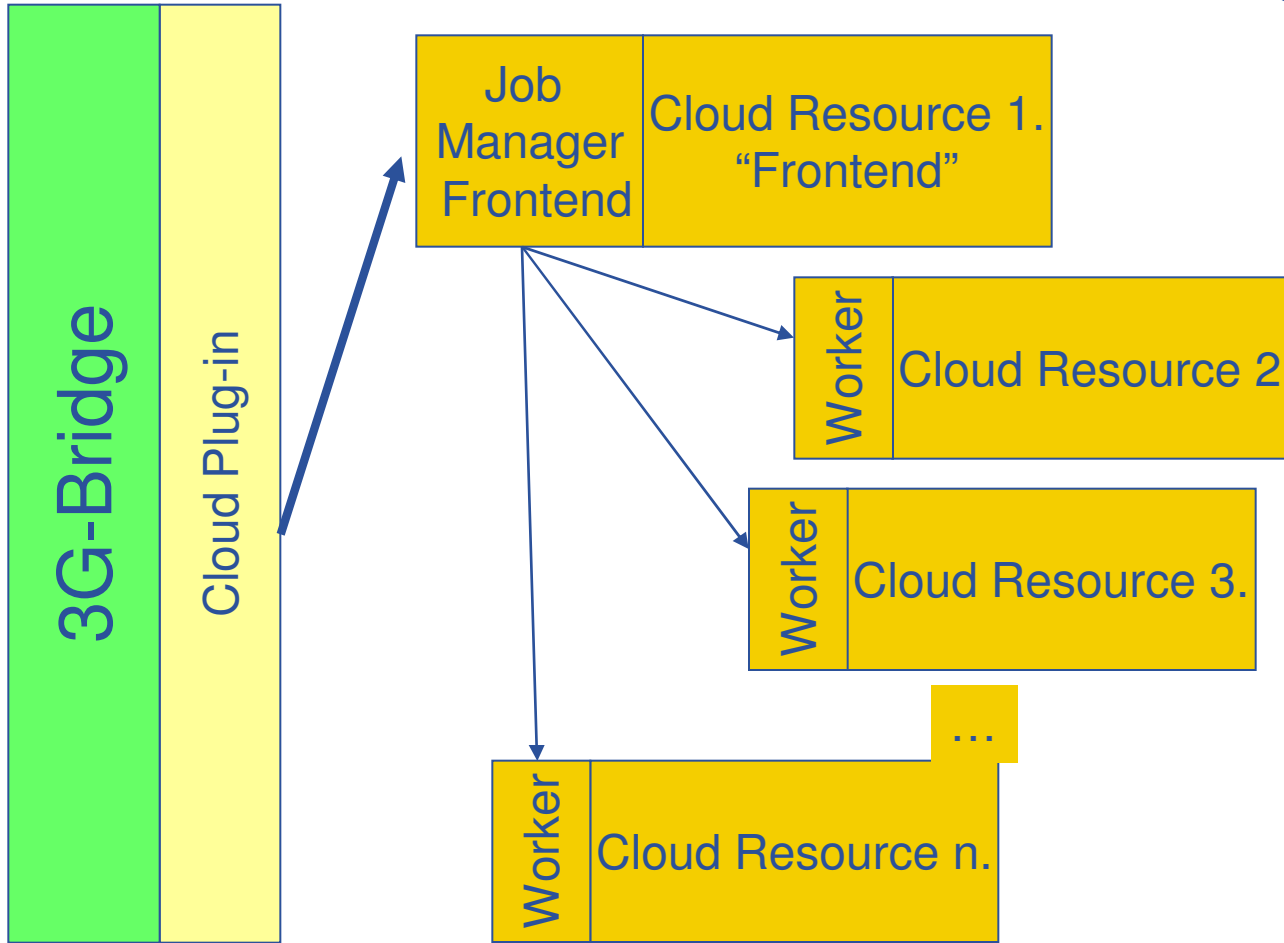 3G-Bridge
Cloud Plug-in
Job
Manager
Frontend
Cloud Resource 1.
“Frontend”
Worker
Cloud Resource 2
Worker
Cloud Resource 3.
…
Worker
Cloud Resource n.